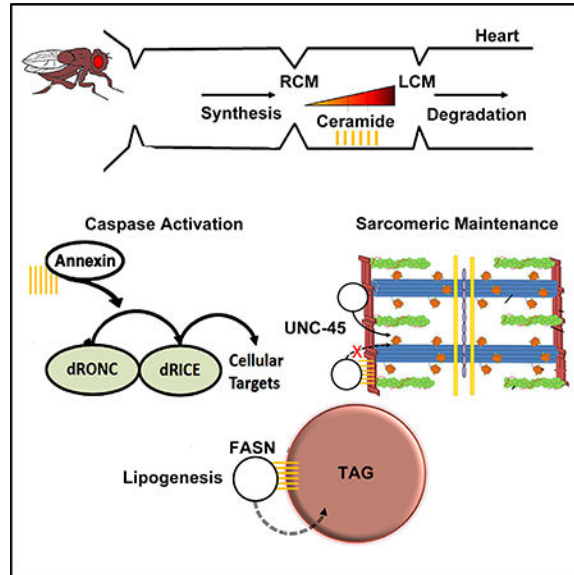 Heart
RCM
LCM
Synthesis
Ceramide
Degradation
Caspase Activation
Sarcomeric Maintenance
Annexin
UNC-45
X
dRONC
dRICE
Cellular
Targets
FASN
Lipogenesis
TAG